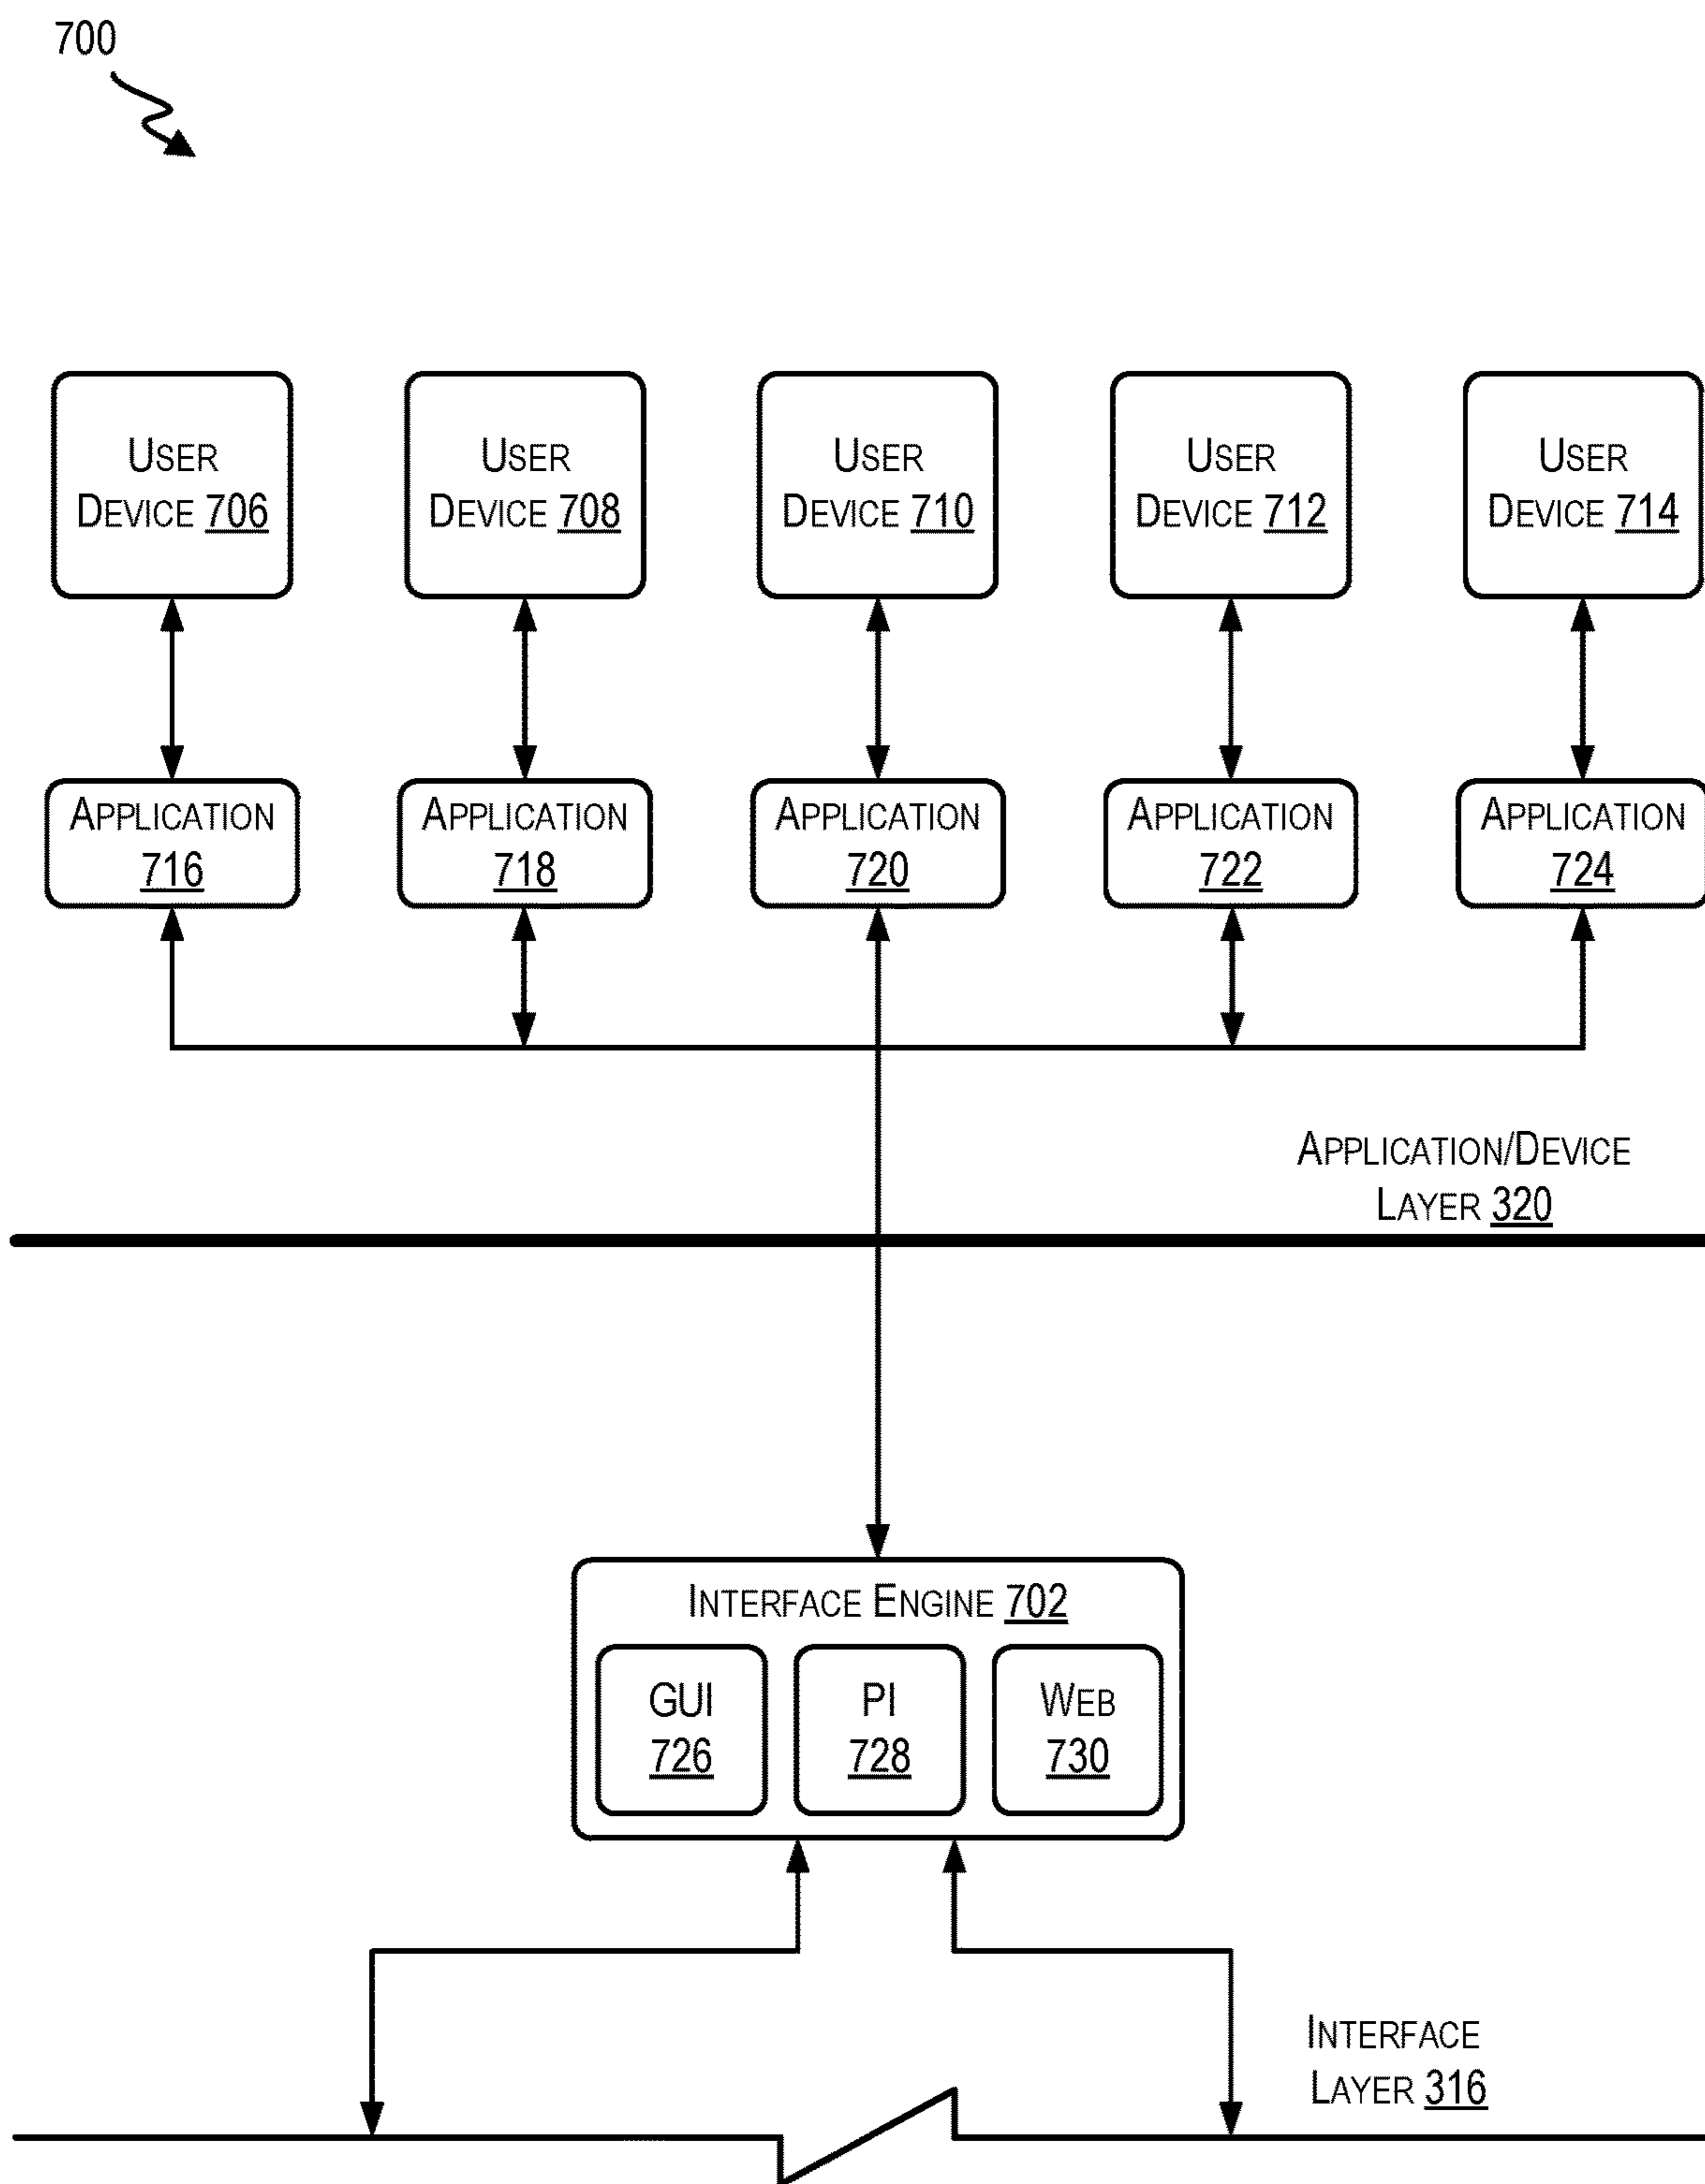 700
USER USER USER USER USER
DEVICE 706 DEVICE 708 DEVICE 710 DEVICE 712 DEVICE 714
APPLICATION APPLICATION APPLICATION APPLICATION APPLICATION
716 718 720 722 724
APPLICATION/DEVICE
LAYER 320
INTERFACE ENGINE 702
GUI PI WEB
726 728 730
INTERFACE
LAYER 316